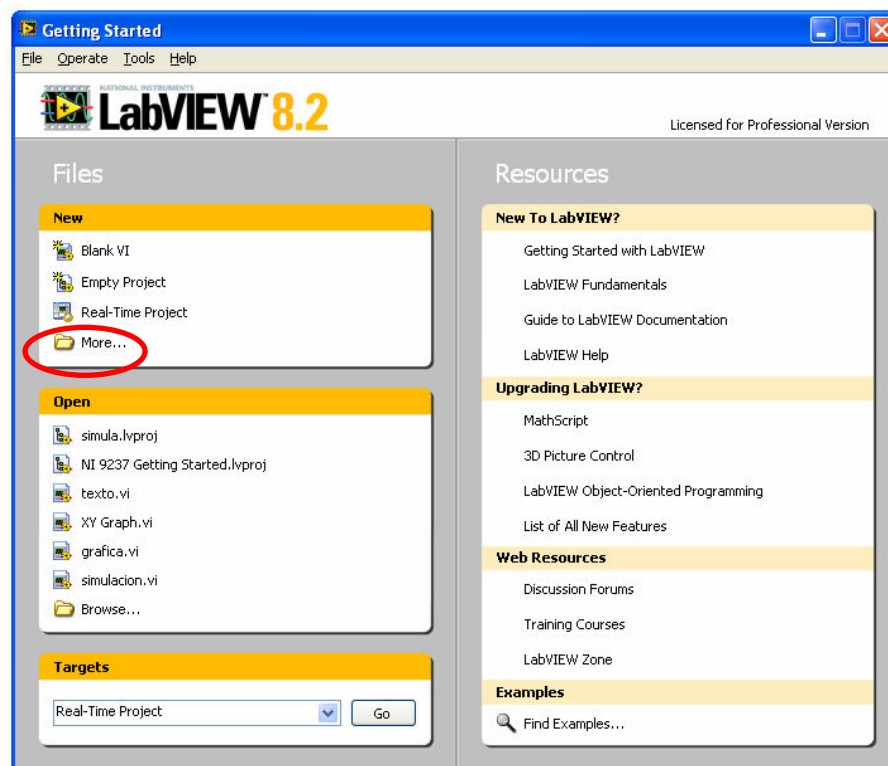 Getting Started
File Operate Tools Help
NATIONAL INSTRUMENTS
LabVIEW™ 8.2
Licensed for Professional Version
Files
New
Blank VI
Empty Project
Real-Time Project
More...
Open
simula.lvproj
NI 9237 Getting Started.lvproj
texto.vi
XY Graph.vi
grafica.vi
simulacion.vi
Browse...
Targets
Real-Time Project
Go
Resources
New To LabVIEW?
Getting Started with LabVIEW
LabVIEW Fundamentals
Guide to LabVIEW Documentation
LabVIEW Help
Upgrading LabVIEW?
MathScript
3D Picture Control
LabVIEW Object-Oriented Programming
List of All New Features
Web Resources
Discussion Forums
Training Courses
LabVIEW Zone
Examples
Find Examples...